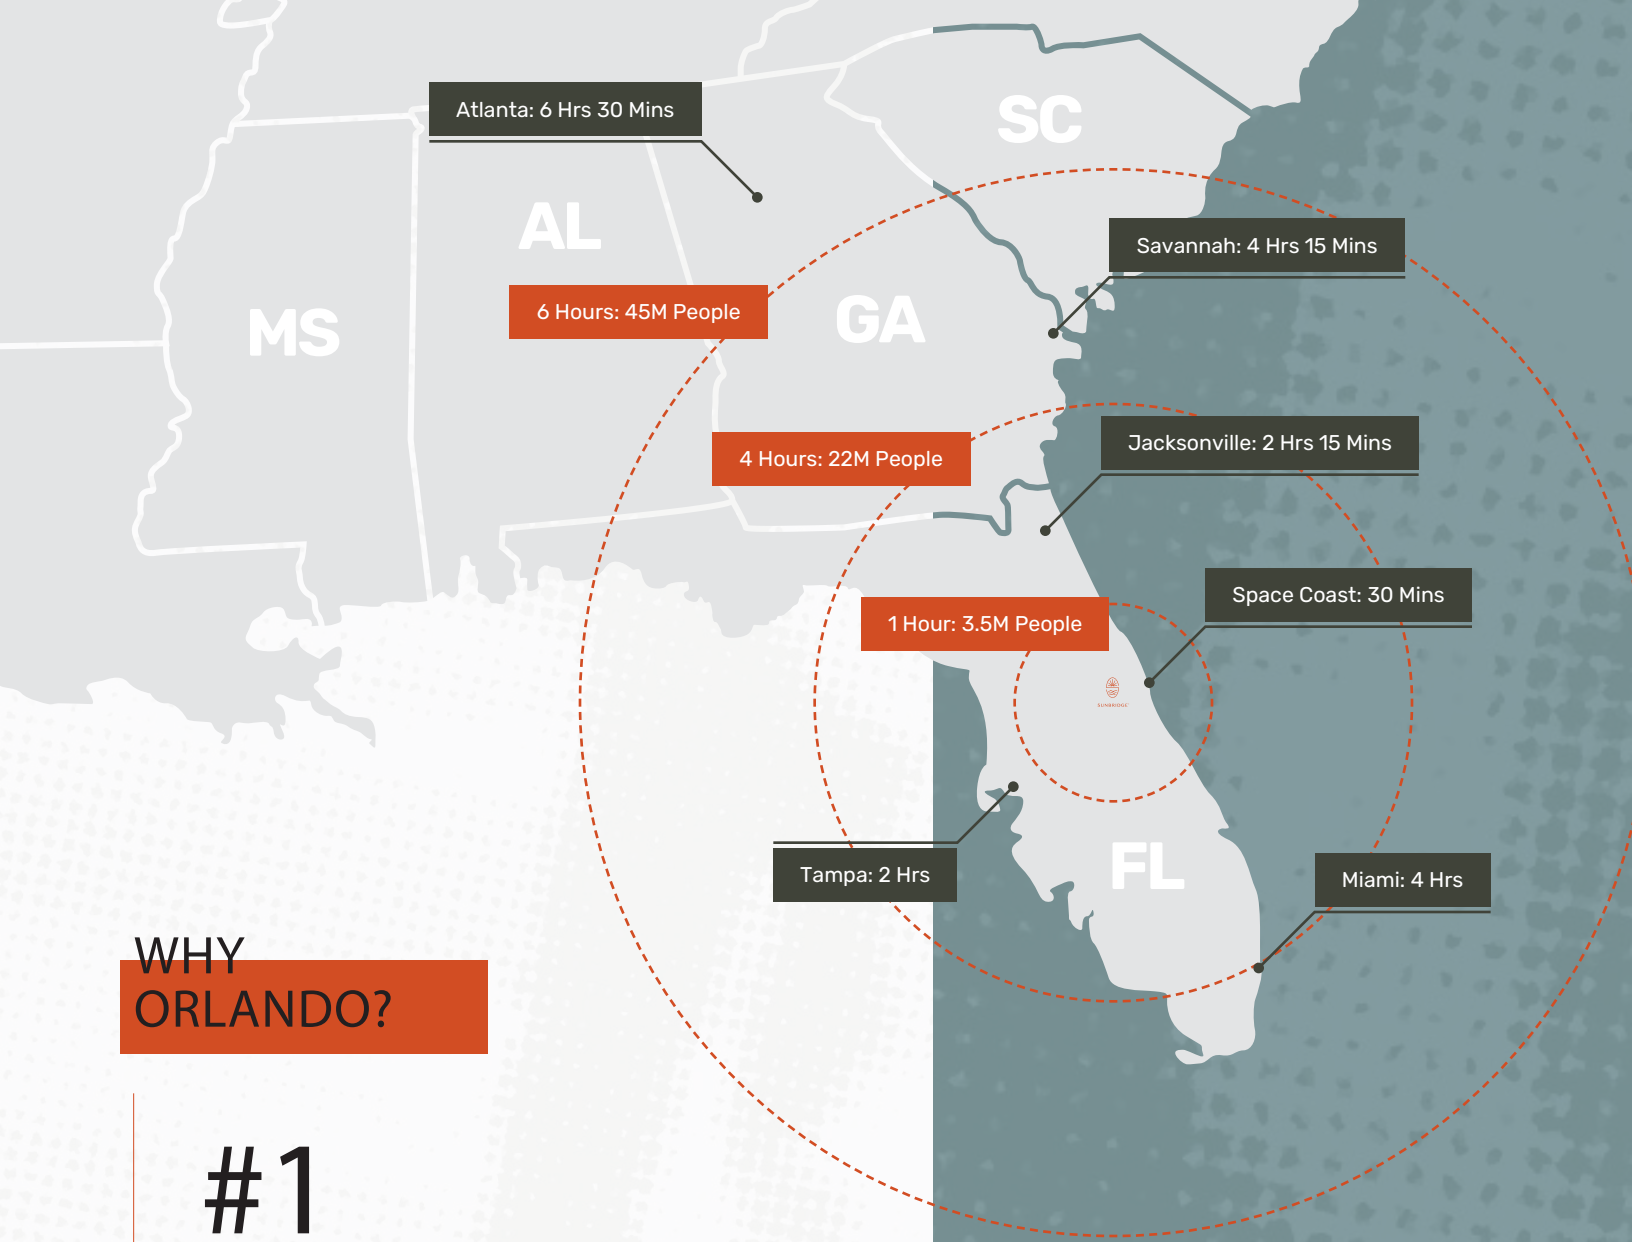 SC
Atlanta: 6 Hrs 30 Mins
AL
Savannah: 4 Hrs 15 Mins
6 Hours: 45M People
GA
MS
Jacksonville: 2 Hrs 15 Mins
4 Hours: 22M People
Space Coast: 30 Mins
1 Hour: 3.5M People
SUNBRIDGE
FL
Tampa: 2 Hrs
Miami: 4 Hrs
WHY
ORLANDO?
#1